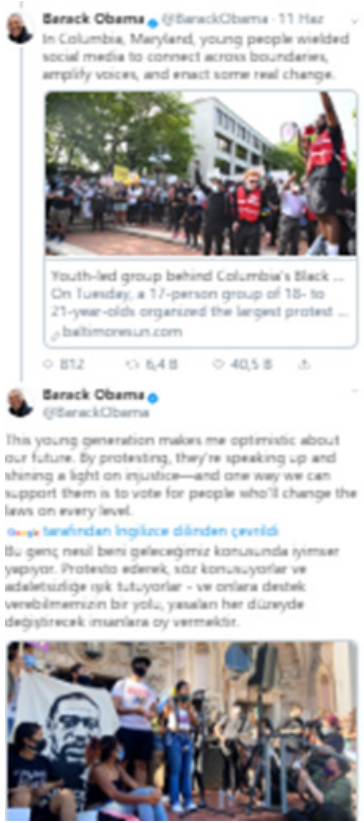 Barack Obama @BarackObama · 11 Haz
In Columbia, Maryland, young people wielded
social media to connect across boundaries,
amplify voices, and enact some real change.
Youth-led group behind Columbia's Black ...
On Tuesday, a 17-person group of 18- to
21-year-olds organized the largest protest ...
baltimoresun.com
812 6,4 B 40,5 B
Barack Obama
@BarackObama
This young generation makes me optimistic about
our future. By protesting, they're speaking up and
shining a light on injustice—and one way we can
support them is to vote for people who'll change the
laws on every level.
Google tarafından İngilizce dilinden çevrildi
Bu genç nesil beni geleceğimiz konusunda iyimser
yapıyor. Protesto ederek, söz konusuyorlar ve
adaletsizliğe ışık tutuyorlar - ve onlara destek
verebilmemizin bir yolu, yasaları her düzeyde
değiştirecek insanlara oy vermektir.